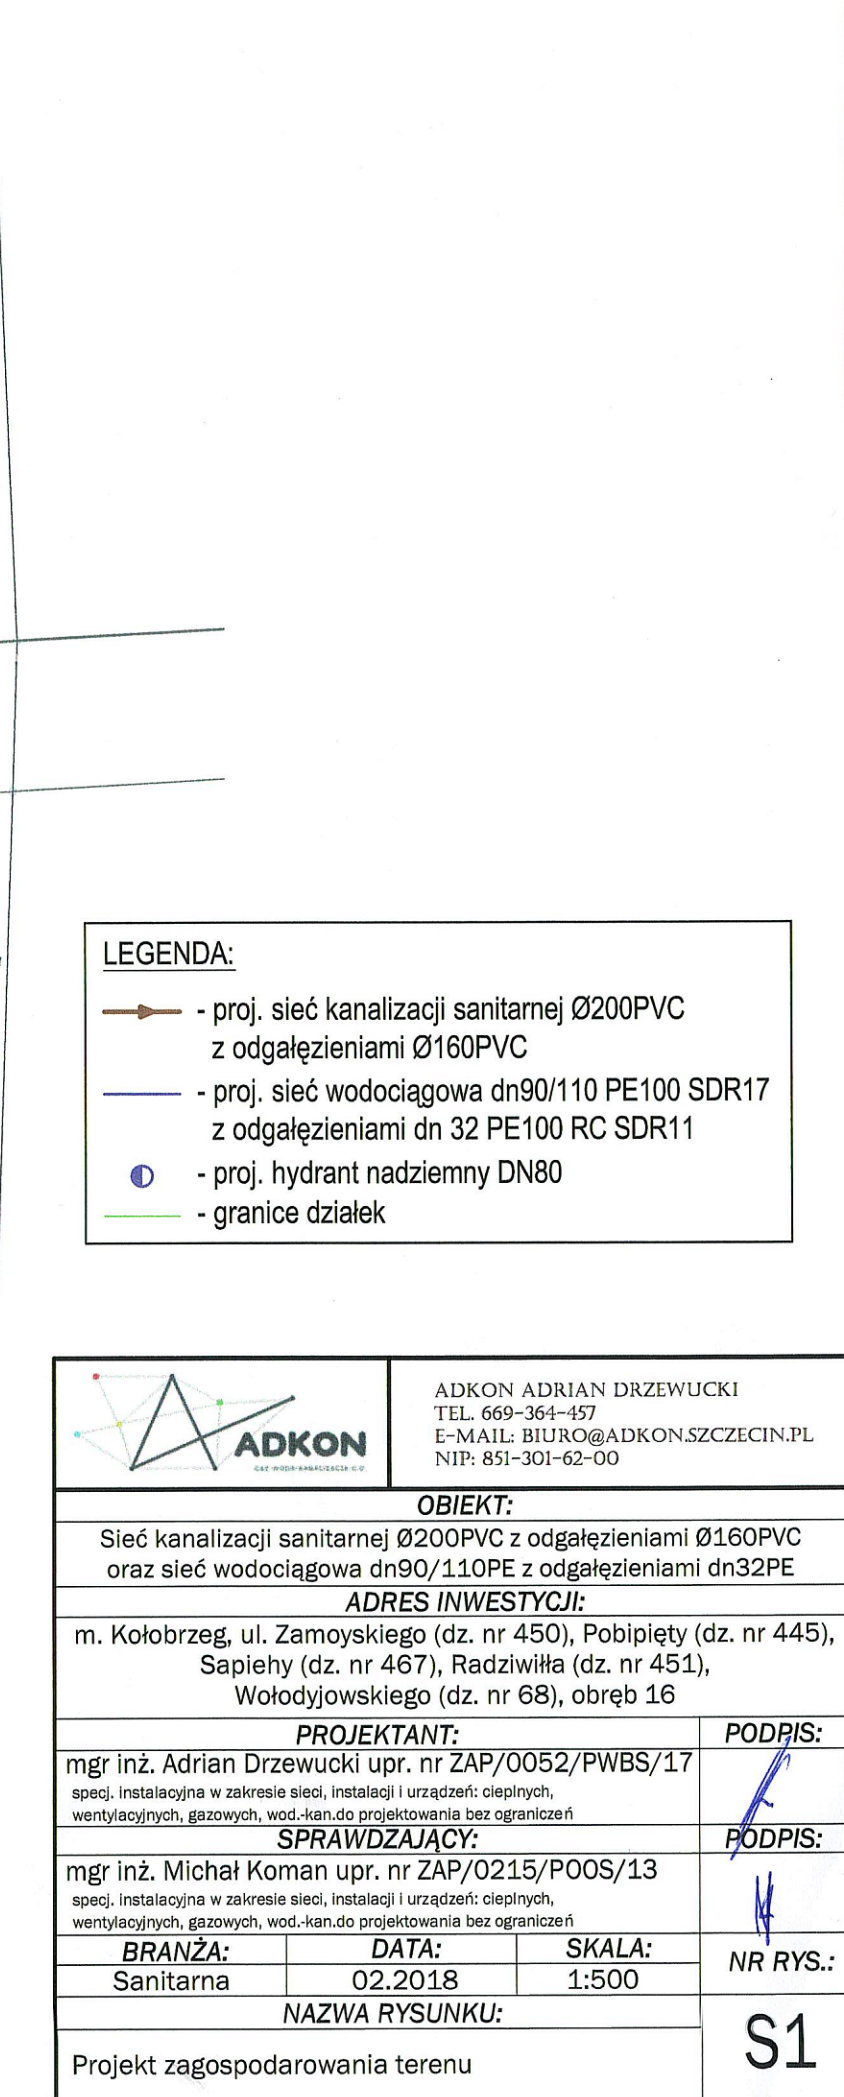 LEGENDA:
- proj. sieć kanalizacji sanitarnej Ø200PVC
z odgałęzieniami Ø160PVC
- proj. sieć wodociągowa dn90/110 PE100 SDR17
z odgałęzieniami dn 32 PE100 RC SDR11
- proj. hydrant nadziemny DN80
- granice działek
ADKON
ADKON ADRIAN DRZEWUCKI
TEL. 669-364-457
E-MAIL: BIURO@ADKON.SZCZECIN.PL
NIP: 851-301-62-00
OBIEKT:
Sieć kanalizacji sanitarnej Ø200PVC z odgałęzieniami Ø160PVC
oraz sieć wodociągowa dn90/110PE z odgałęzieniami dn32PE
ADRES INWESTYCJI:
m. Kołobrzeg, ul. Zamoyskiego (dz. nr 450), Pobipięty (dz. nr 445),
Sapiehy (dz. nr 467), Radziwiłła (dz. nr 451),
Wołodyjowskiego (dz. nr 68), obręb 16
PROJEKTANT: PODPIS:
mgr inż. Adrian Drzewucki upr. nr ZAP/0052/PWBS/17
specj. instalacyjna w zakresie sieci, instalacji i urządzeń: cieplnych,
wentylacyjnych, gazowych, wod.-kan.do projektowania bez ograniczeń
SPRAWDZAJĄCY: PODPIS:
mgr inż. Michał Koman upr. nr ZAP/0215/POOS/13
specj. instalacyjna w zakresie sieci, instalacji i urządzeń: cieplnych,
wentylacyjnych, gazowych, wod.-kan.do projektowania bez ograniczeń
BRANŻA: DATA: SKALA: NR RYS.:
Sanitarna 02.2018 1:500
NAZWA RYSUNKU:
S1
Projekt zagospodarowania terenu